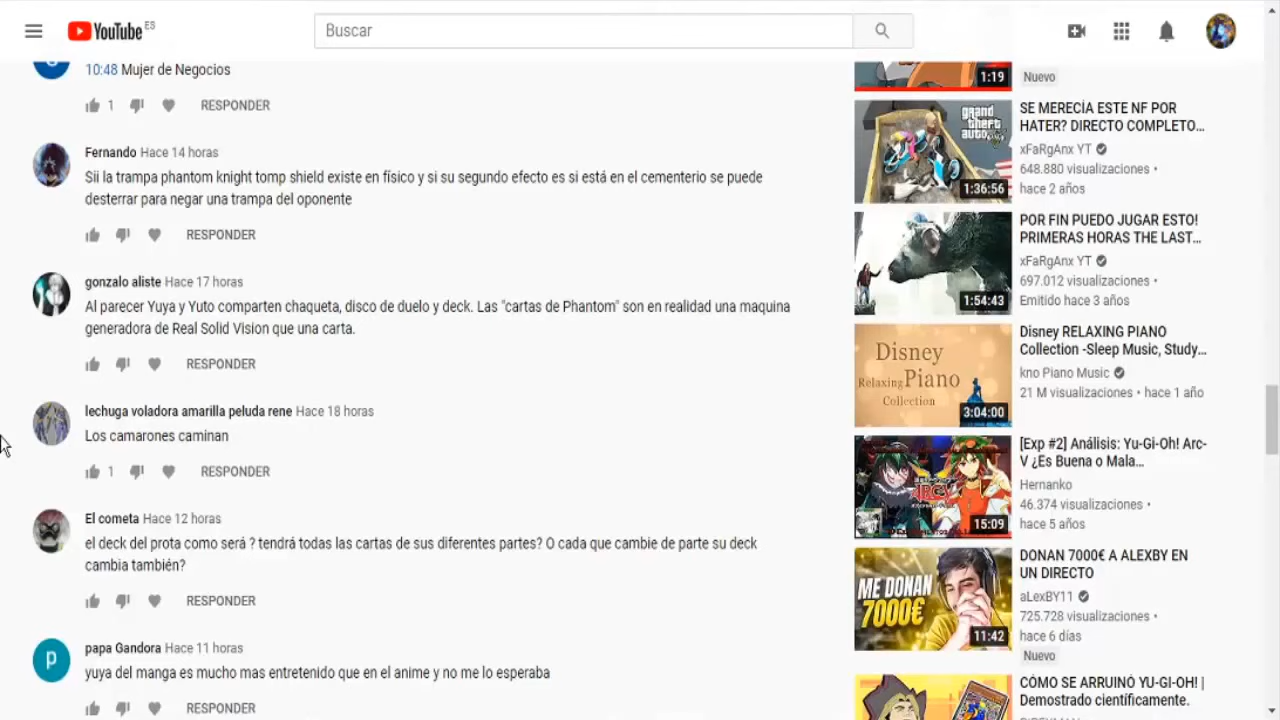 YouTube ES
Buscar
10:48 Mujer de Negocios
1
RESPONDER
Fernando Hace 14 horas
Sii la trampa phantom knight tomp shield existe en físico y si su segundo efecto es si está en el cementerio se puede
desterrar para negar una trampa del oponente
RESPONDER
gonzalo aliste Hace 17 horas
Al parecer Yuya y Yuto comparten chaqueta, disco de duelo y deck. Las "cartas de Phantom" son en realidad una maquina
generadora de Real Solid Vision que una carta.
RESPONDER
lechuga voladora amarilla peluda rene Hace 18 horas
Los camarones caminan
1
RESPONDER
El cometa Hace 12 horas
el deck del prota como será ? tendrá todas las cartas de sus diferentes partes? O cada que cambie de parte su deck
cambia también?
RESPONDER
p
papa Gandora Hace 11 horas
yuya del manga es mucho mas entretenido que en el anime y no me lo esperaba
RESPONDER
1:19
Nuevo
grand
theft
auto
1:36:56
SE MERECÍA ESTE NF POR
HATER? DIRECTO COMPLETO...
xFaRgAnx YT
648.880 visualizaciones •
hace 2 años
1:54:43
POR FIN PUEDO JUGAR ESTO!
PRIMERAS HORAS THE LAST...
xFaRgAnx YT
697.012 visualizaciones •
Emitido hace 3 años
Disney
Relaxing Piano
Collection
3:04:00
Disney RELAXING PIANO
Collection -Sleep Music, Study...
kno Piano Music
21 M visualizaciones • hace 1 año
ARC-V
15:09
[Exp #2] Análisis: Yu-Gi-Oh! Arc-
V ¿Es Buena o Mala...
Hernanko
46.374 visualizaciones •
hace 5 años
ME DONAN
7000€
11:42
DONAN 7000€ A ALEXBY EN
UN DIRECTO
aLexBY11
725.728 visualizaciones •
hace 6 días
Nuevo
CÓMO SE ARRUINÓ YU-GI-OH! |
Demostrado científicamente.